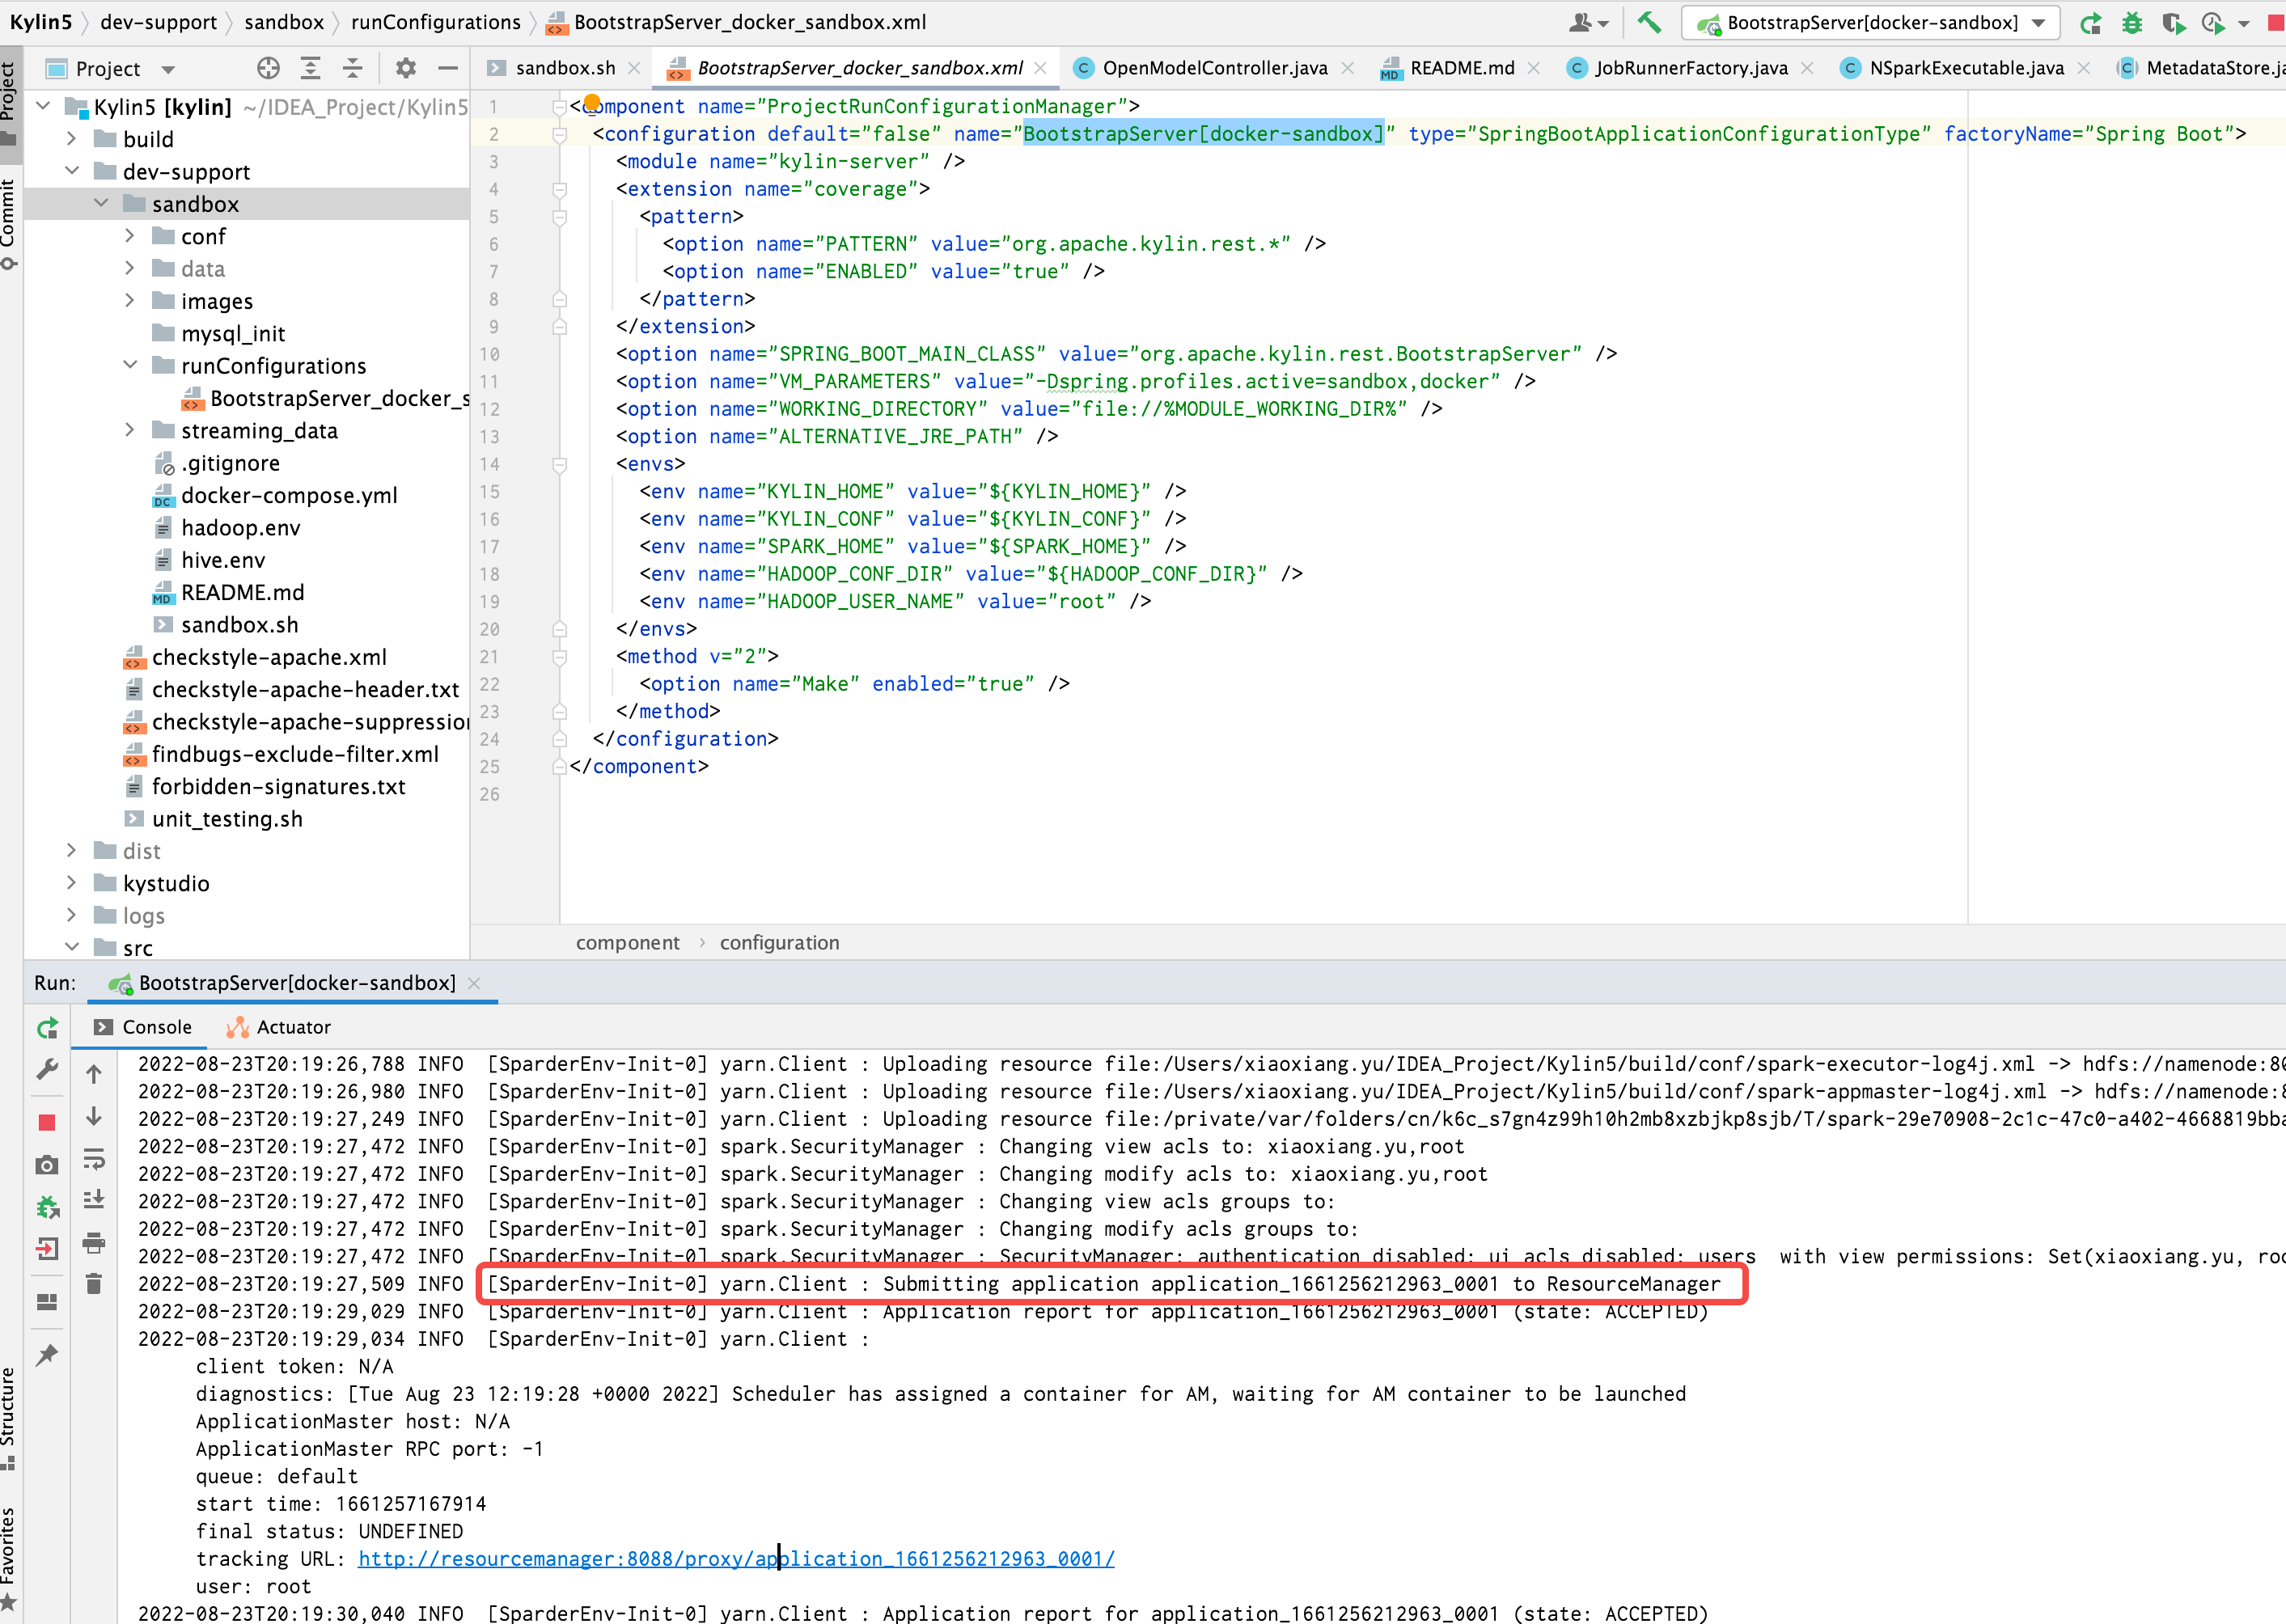 Kylin5 dev-support sandbox runConfigurations BootstrapServer_docker_sandbox.xml
BootstrapServer[docker-sandbox]
Project
sandbox.sh
BootstrapServer_docker_sandbox.xml
OpenModelController.java
README.md
JobRunnerFactory.java
NSparkExecutable.java
MetadataStore.ja
Project
Commit
Structure
Favorites
Kylin5 [kylin] ~/IDEA_Project/Kylin5
build
dev-support
sandbox
conf
data
images
mysql_init
runConfigurations
BootstrapServer_docker_s
streaming_data
.gitignore
docker-compose.yml
hadoop.env
hive.env
README.md
sandbox.sh
checkstyle-apache.xml
checkstyle-apache-header.txt
checkstyle-apache-suppression
findbugs-exclude-filter.xml
forbidden-signatures.txt
unit_testing.sh
dist
kystudio
logs
src
1 <component name="ProjectRunConfigurationManager">
2 <configuration default="false" name="BootstrapServer[docker-sandbox]" type="SpringBootApplicationConfigurationType" factoryName="Spring Boot">
3 <module name="kylin-server" />
4 <extension name="coverage">
5 <pattern>
6 <option name="PATTERN" value="org.apache.kylin.rest.*" />
7 <option name="ENABLED" value="true" />
8 </pattern>
9 </extension>
10 <option name="SPRING_BOOT_MAIN_CLASS" value="org.apache.kylin.rest.BootstrapServer" />
11 <option name="VM_PARAMETERS" value="-Dspring.profiles.active=sandbox,docker" />
12 <option name="WORKING_DIRECTORY" value="file://%MODULE_WORKING_DIR%" />
13 <option name="ALTERNATIVE_JRE_PATH" />
14 <envs>
15 <env name="KYLIN_HOME" value="${KYLIN_HOME}" />
16 <env name="KYLIN_CONF" value="${KYLIN_CONF}" />
17 <env name="SPARK_HOME" value="${SPARK_HOME}" />
18 <env name="HADOOP_CONF_DIR" value="${HADOOP_CONF_DIR}" />
19 <env name="HADOOP_USER_NAME" value="root" />
20 </envs>
21 <method v="2">
22 <option name="Make" enabled="true" />
23 </method>
24 </configuration>
25 </component>
26
component configuration
Run: BootstrapServer[docker-sandbox]
Console Actuator
2022-08-23T20:19:26,788 INFO [SparderEnv-Init-0] yarn.Client : Uploading resource file:/Users/xiaoxiang.yu/IDEA_Project/Kylin5/build/conf/spark-executor-log4j.xml -> hdfs://namenode:80
2022-08-23T20:19:26,980 INFO [SparderEnv-Init-0] yarn.Client : Uploading resource file:/Users/xiaoxiang.yu/IDEA_Project/Kylin5/build/conf/spark-appmaster-log4j.xml -> hdfs://namenode:8
2022-08-23T20:19:27,249 INFO [SparderEnv-Init-0] yarn.Client : Uploading resource file:/private/var/folders/cn/k6c_s7gn4z99h10h2mb8xzbjkp8sjb/T/spark-29e70908-2c1c-47c0-a402-4668819bba
2022-08-23T20:19:27,472 INFO [SparderEnv-Init-0] spark.SecurityManager : Changing view acls to: xiaoxiang.yu,root
2022-08-23T20:19:27,472 INFO [SparderEnv-Init-0] spark.SecurityManager : Changing modify acls to: xiaoxiang.yu,root
2022-08-23T20:19:27,472 INFO [SparderEnv-Init-0] spark.SecurityManager : Changing view acls groups to:
2022-08-23T20:19:27,472 INFO [SparderEnv-Init-0] spark.SecurityManager : Changing modify acls groups to:
2022-08-23T20:19:27,472 INFO [SparderEnv-Init-0] spark.SecurityManager : SecurityManager: authentication disabled; ui acls disabled; users with view permissions: Set(xiaoxiang.yu, roo
2022-08-23T20:19:27,509 INFO [SparderEnv-Init-0] yarn.Client : Submitting application application_1661256212963_0001 to ResourceManager
2022-08-23T20:19:29,029 INFO [SparderEnv-Init-0] yarn.Client : Application report for application_1661256212963_0001 (state: ACCEPTED)
2022-08-23T20:19:29,034 INFO [SparderEnv-Init-0] yarn.Client :
client token: N/A
diagnostics: [Tue Aug 23 12:19:28 +0000 2022] Scheduler has assigned a container for AM, waiting for AM container to be launched
ApplicationMaster host: N/A
ApplicationMaster RPC port: -1
queue: default
start time: 1661257167914
final status: UNDEFINED
tracking URL: http://resourcemanager:8088/proxy/application_1661256212963_0001/
user: root
2022-08-23T20:19:30,040 INFO [SparderEnv-Init-0] yarn.Client : Application report for application_1661256212963_0001 (state: ACCEPTED)